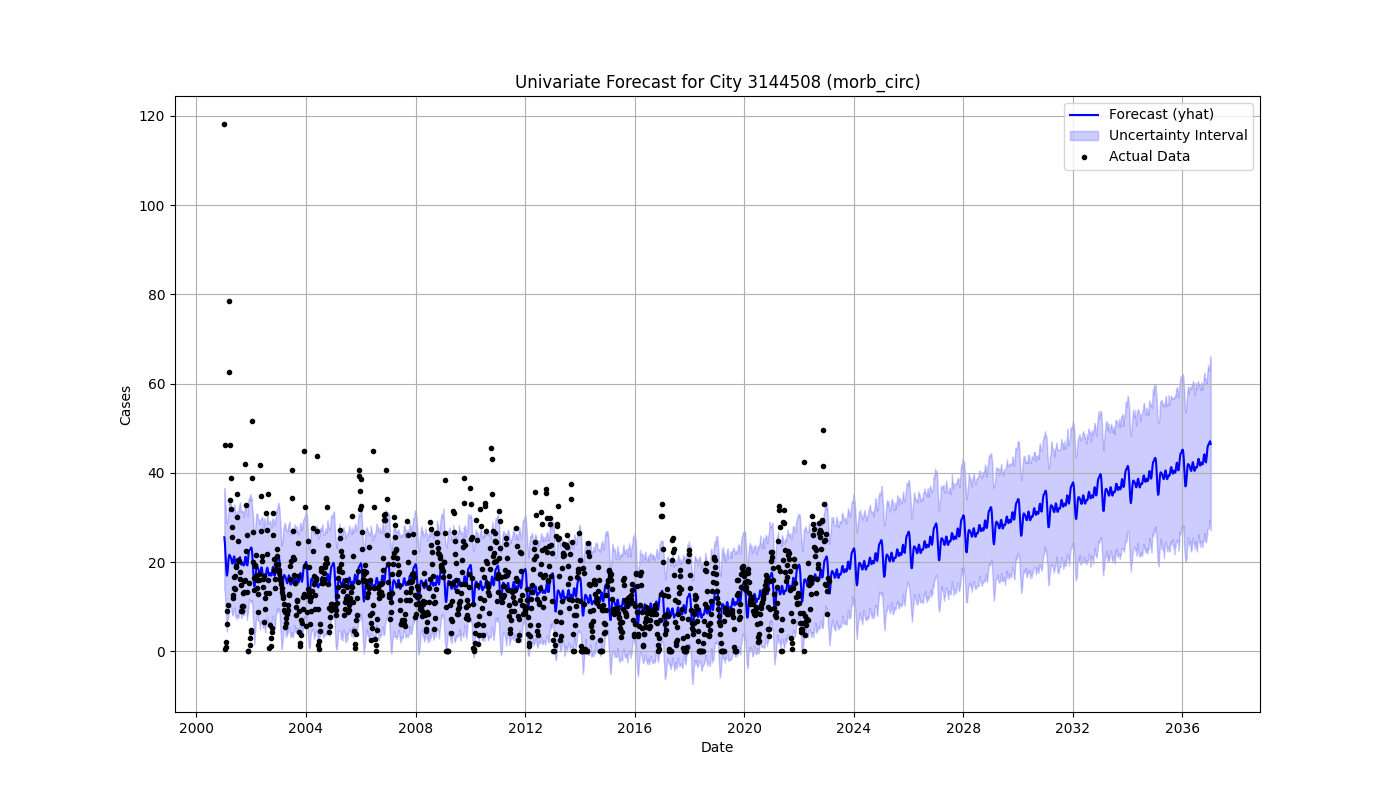 Univariate Forecast for City 3144508 (morb_circ)
Forecast (yhat)
Uncertainty Interval
Actual Data
120
100
80
60
40
20
0
Cases
2000 2004 2008 2012 2016 2020 2024 2028 2032 2036
Date